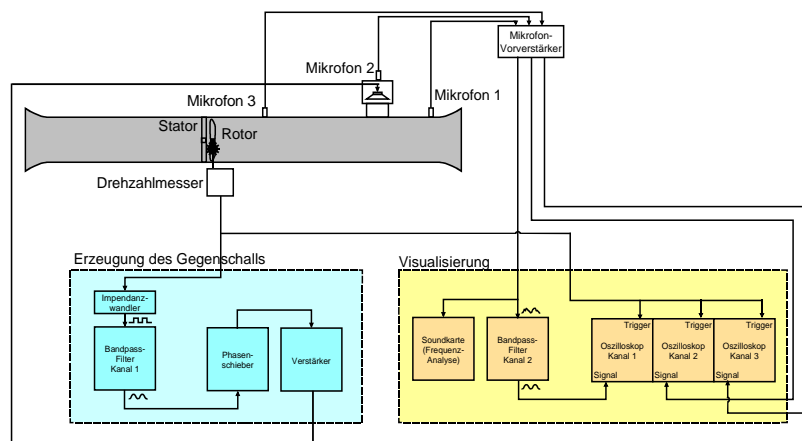 Mikrofon-
Vorverstärker
Mikrofon 2
Mikrofon 3
Mikrofon 1
Stator
Rotor
Drehzahlmesser
Erzeugung des Gegenschalls
Impendanz-
wandler
Bandpass-
Filter
Kanal 1
Phasen-
schieber
Verstärker
Visualisierung
Soundkarte
(Frequenz-
Analyse)
Bandpass-
Filter
Kanal 2
Trigger
Oszilloskop
Kanal 1
Signal
Trigger
Oszilloskop
Kanal 2
Signal
Trigger
Oszilloskop
Kanal 3
Signal